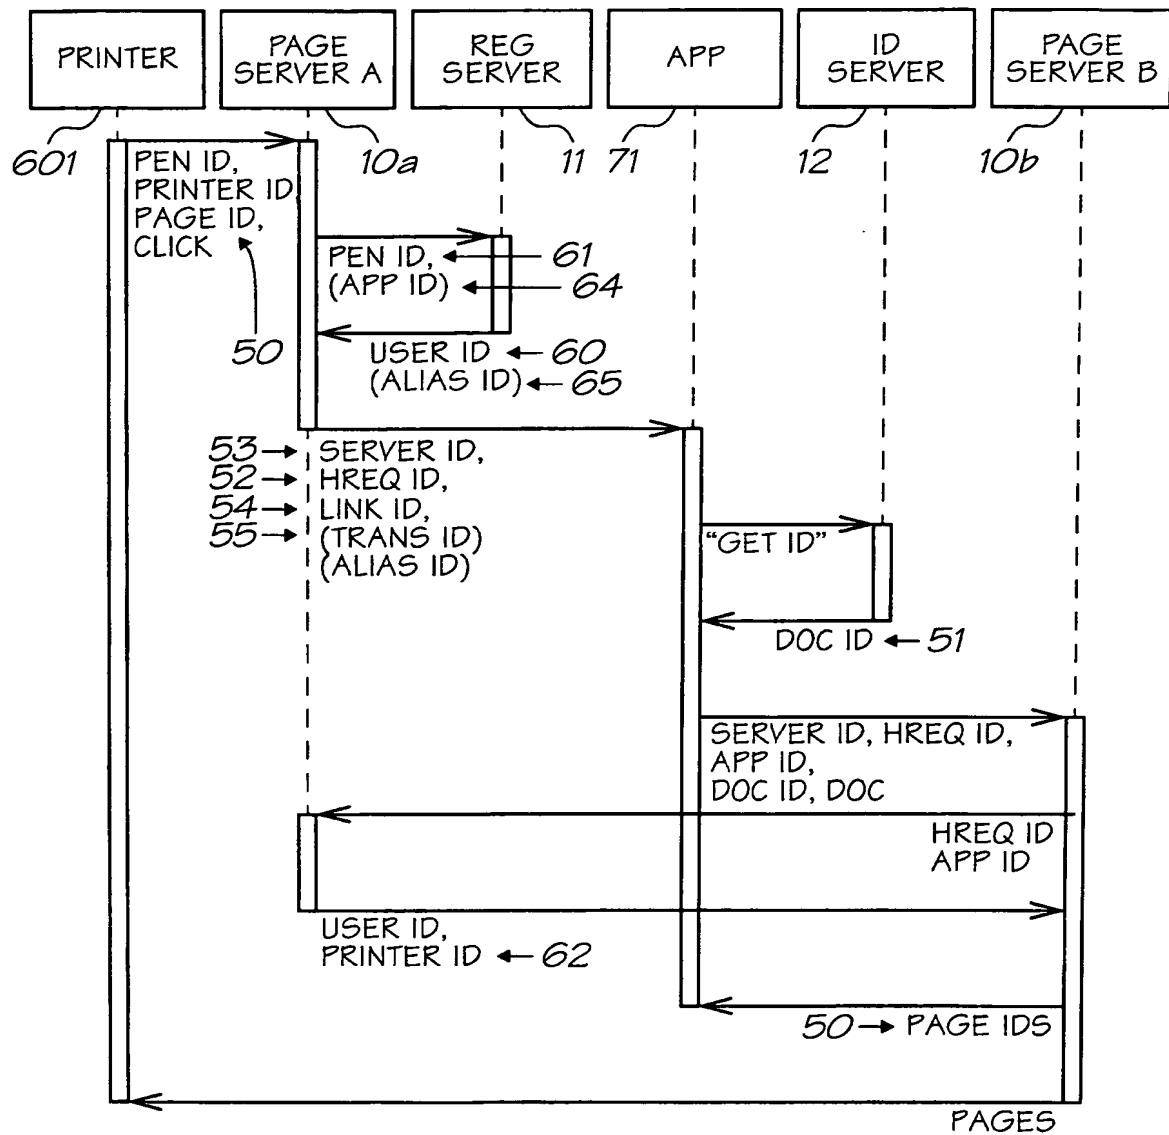 PRINTER
PAGE
SERVER A
REG
SERVER
APP
ID
SERVER
PAGE
SERVER B
601
10a
11
71
12
10b
PEN ID,
PRINTER ID
PAGE ID,
CLICK
50
PEN ID,
61
(APP ID)
64
USER ID
60
(ALIAS ID)
65
53
SERVER ID,
52
HREQ ID,
54
LINK ID,
55
(TRANS ID)
(ALIAS ID)
"GET ID"
DOC ID
51
SERVER ID, HREQ ID,
APP ID,
DOC ID, DOC
HREQ ID
APP ID
USER ID,
PRINTER ID
62
50
PAGE IDS
PAGES